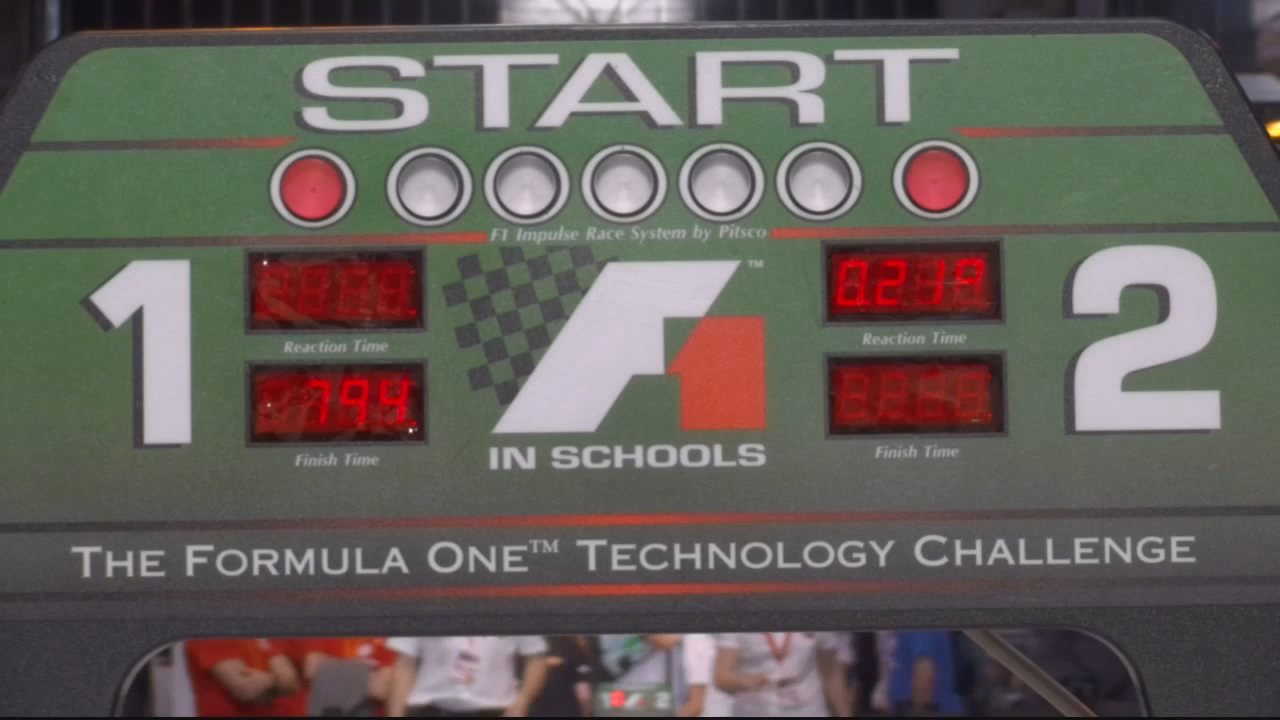 START
F1 Impulse Race System by Pitsco
1
2
0.219
Reaction Time
Reaction Time
794
Finish Time
Finish Time
F1™
IN SCHOOLS
THE FORMULA ONE™ TECHNOLOGY CHALLENGE